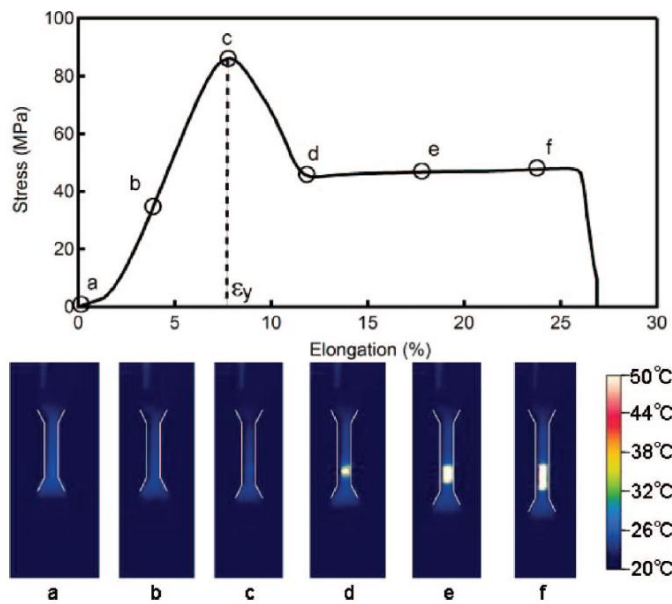 100
80
60
40
20
0
Stress (MPa)
a
b
c
d
e
f
εy
0 5 10 15 20 25 30
Elongation (%)
50℃
44℃
38℃
32℃
26℃
20℃
a b c d e f